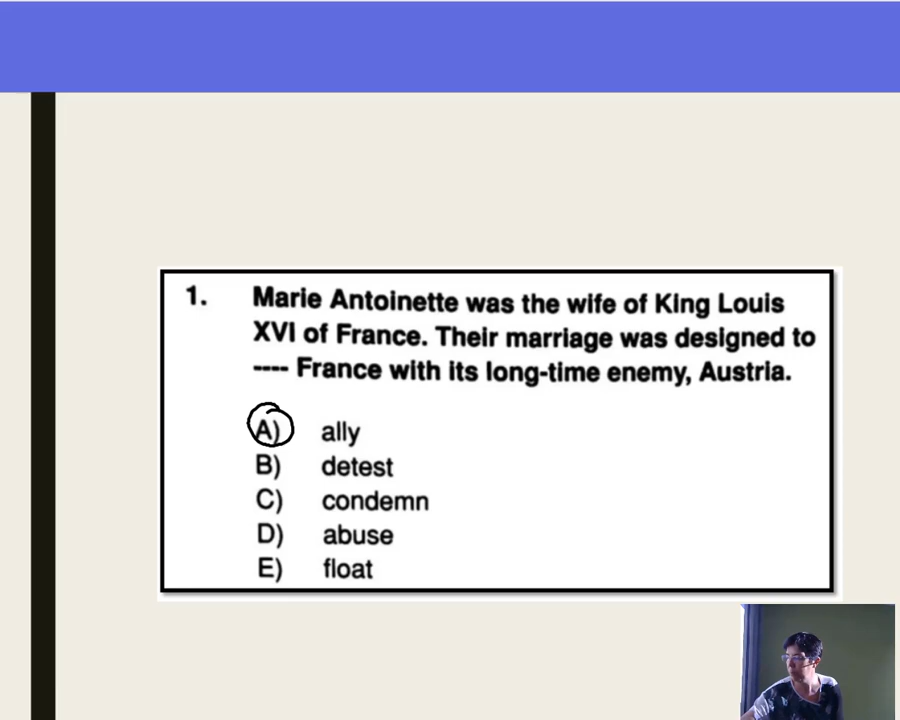 1. Marie Antoinette was the wife of King Louis
XVI of France. Their marriage was designed to
---- France with its long-time enemy, Austria.
A) ally
B) detest
C) condemn
D) abuse
E) float